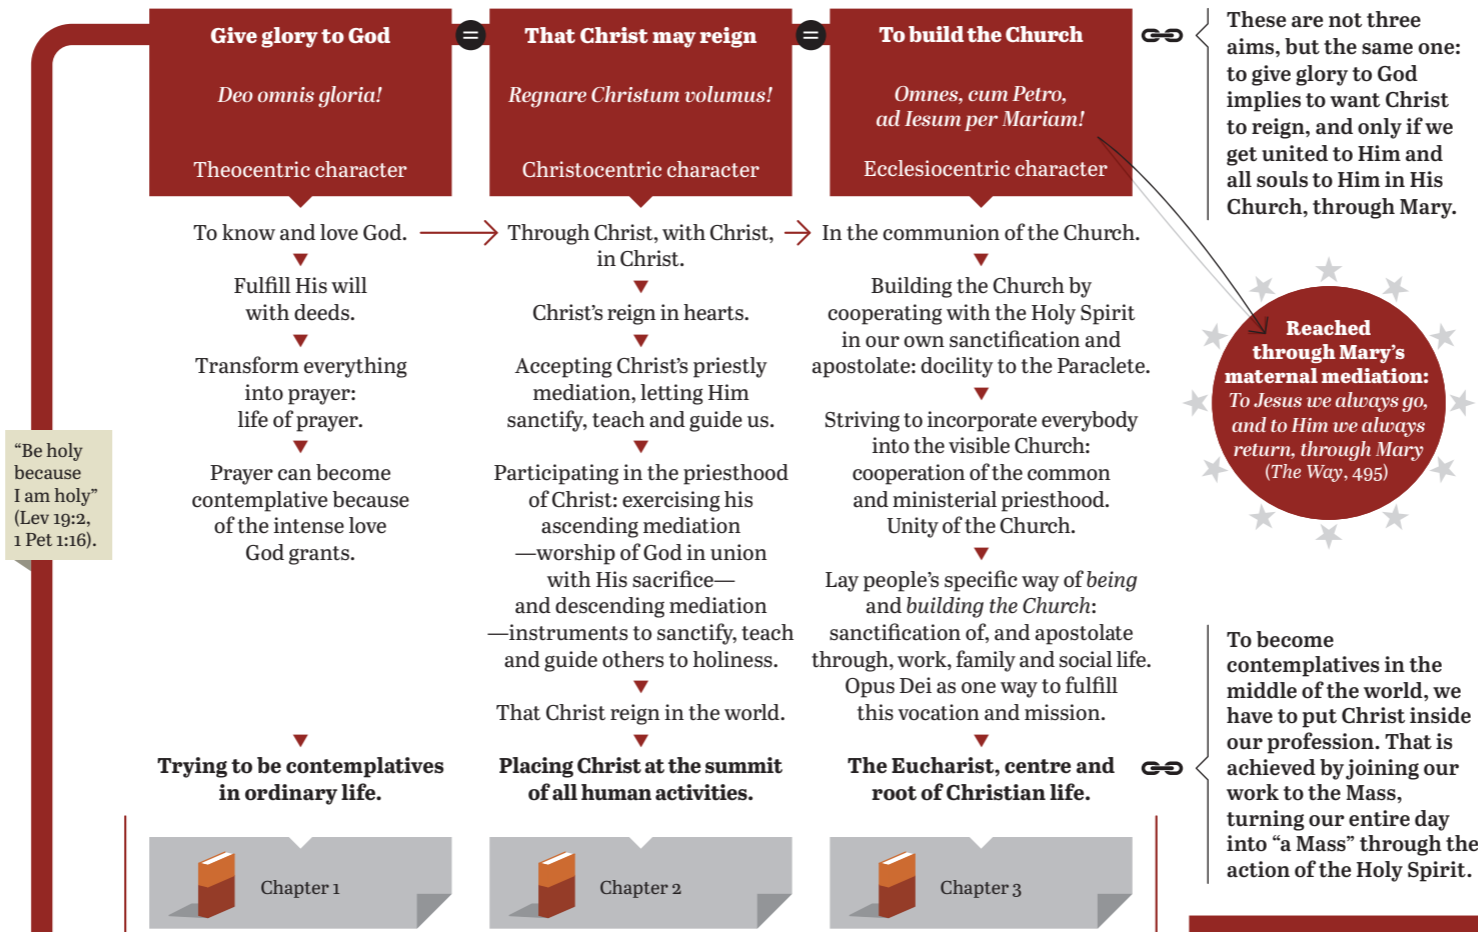 Give glory to God
Deo omnis gloria!
Theocentric character
=
That Christ may reign
Regnare Christum volumus!
Christocentric character
=
To build the Church
Omnes, cum Petro,
ad Iesum per Mariam!
Ecclesiocentric character
These are not three
aims, but the same one:
to give glory to God
implies to want Christ
to reign, and only if we
get united to Him and
all souls to Him in His
Church, through Mary.
To know and love God.
Fulfill His will
with deeds.
Transform everything
into prayer:
life of prayer.
Prayer can become
contemplative because
of the intense love
God grants.
Trying to be contemplatives
in ordinary life.
Through Christ, with Christ,
in Christ.
Christ’s reign in hearts.
Accepting Christ’s priestly
mediation, letting Him
sanctify, teach and guide us.
Participating in the priesthood
of Christ: exercising his
ascending mediation
—worship of God in union
with His sacrifice—
and descending mediation
—instruments to sanctify, teach
and guide others to holiness.
That Christ reign in the world.
Placing Christ at the summit
of all human activities.
In the communion of the Church.
Building the Church by
cooperating with the Holy Spirit
in our own sanctification and
apostolate: docility to the Paraclete.
Striving to incorporate everybody
into the visible Church:
cooperation of the common
and ministerial priesthood.
Unity of the Church.
Lay people’s specific way of being
and building the Church:
sanctification of, and apostolate
through, work, family and social life.
Opus Dei as one way to fulfill
this vocation and mission.
The Eucharist, centre and
root of Christian life.
Reached
through Mary’s
maternal mediation:
To Jesus we always go,
and to Him we always
return, through Mary
(The Way, 495)
“Be holy
because
I am holy”
(Lev 19:2,
1 Pet 1:16).
To become
contemplatives in the
middle of the world, we
have to put Christ inside
our profession. That is
achieved by joining our
work to the Mass,
turning our entire day
into “a Mass” through the
action of the Holy Spirit.
Chapter 1
Chapter 2
Chapter 3